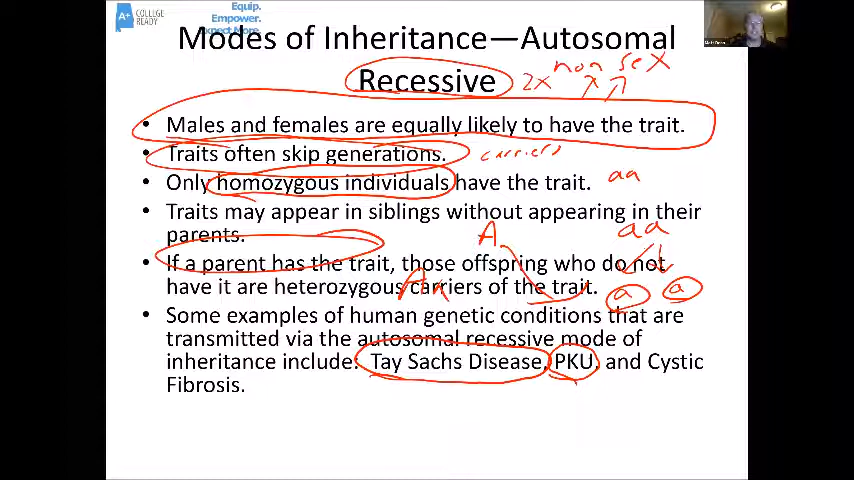 A+ COLLEGE READY
Equip.
Empower.
Expect More.
Modes of Inheritance—Autosomal
Recessive
2x non sex
• Males and females are equally likely to have the trait.
• Traits often skip generations.
carriers
• Only homozygous individuals have the trait.
aa
• Traits may appear in siblings without appearing in their
parents.
A
aa
• If a parent has the trait, those offspring who do not
have it are heterozygous carriers of the trait.
a a
• Some examples of human genetic conditions that are
transmitted via the autosomal recessive mode of
inheritance include: Tay Sachs Disease, PKU, and Cystic
Fibrosis.